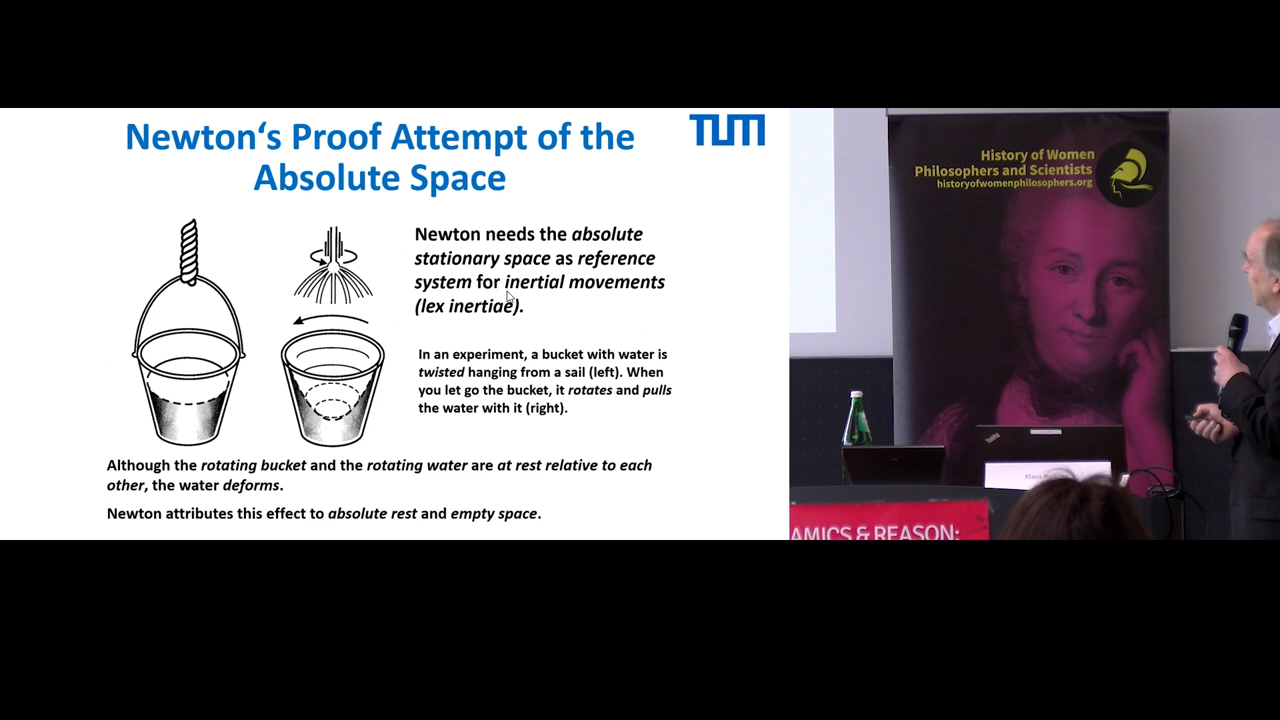 Newton‘s Proof Attempt of the
Absolute Space
TUM
Newton needs the absolute
stationary space as reference
system for inertial movements
(lex inertiae).
In an experiment, a bucket with water is
twisted hanging from a sail (left). When
you let go the bucket, it rotates and pulls
the water with it (right).
Although the rotating bucket and the rotating water are at rest relative to each
other, the water deforms.
Newton attributes this effect to absolute rest and empty space.
History of Women
Philosophers and Scientists
historyofwomenphilosophers.org
ThinkPad
Klaus
AMICS & REASON: